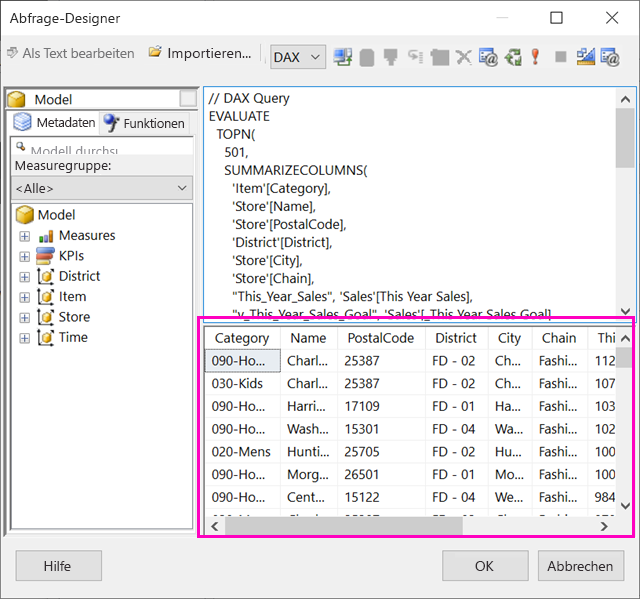 Abfrage-Designer
Als Text bearbeiten
Importieren...
DAX
Model
Metadaten
Funktionen
Modell durchsu
Measuregruppe:
<Alle>
Model
Measures
KPIs
District
Item
Store
Time
// DAX Query
EVALUATE
TOPN(
501,
SUMMARIZECOLUMNS(
'Item'[Category],
'Store'[Name],
'Store'[PostalCode],
'District'[District],
'Store'[City],
'Store'[Chain],
"This_Year_Sales", 'Sales'[This Year Sales],
"v_This_Year_Sales_Goal", 'Sales'[_This Year Sales Goal]
Category Name PostalCode District City Chain Thi
090-Ho... Charl... 25387 FD - 02 Ch... Fashi... 112
030-Kids Charl... 25387 FD - 02 Ch... Fashi... 107
090-Ho... Harri... 17109 FD - 01 Ha... Fashi... 103
090-Ho... Wash... 15301 FD - 04 Wa... Fashi... 102
020-Mens Hunti... 25705 FD - 02 Hu... Fashi... 100
090-Ho... Morg... 26501 FD - 01 Mo... Fashi... 100
090-Ho... Cent... 15122 FD - 04 We... Fashi... 984
Hilfe
OK
Abbrechen